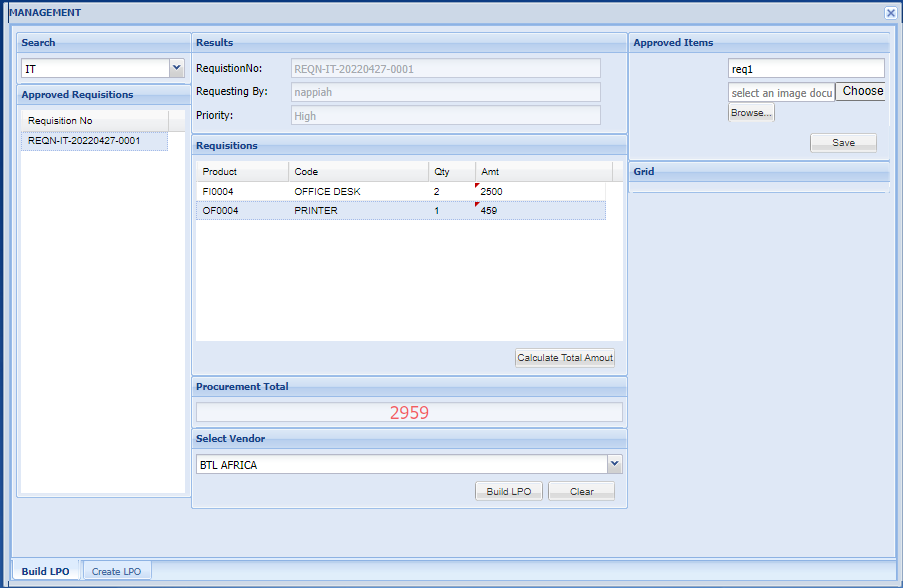 MANAGEMENT
Search
IT
Approved Requisitions
Requisition No
REQN-IT-20220427-0001
Results
RequistionNo: REQN-IT-20220427-0001
Requesting By: nappiah
Priority: High
Requisitions
Product Code Qty Amt
FI0004 OFFICE DESK 2 2500
OF0004 PRINTER 1 459
Calculate Total Amout
Procurement Total
2959
Select Vendor
BTL AFRICA
Build LPO Clear
Approved Items
req1
select an image docu Choose
Browse...
Save
Grid
Build LPO Create LPO